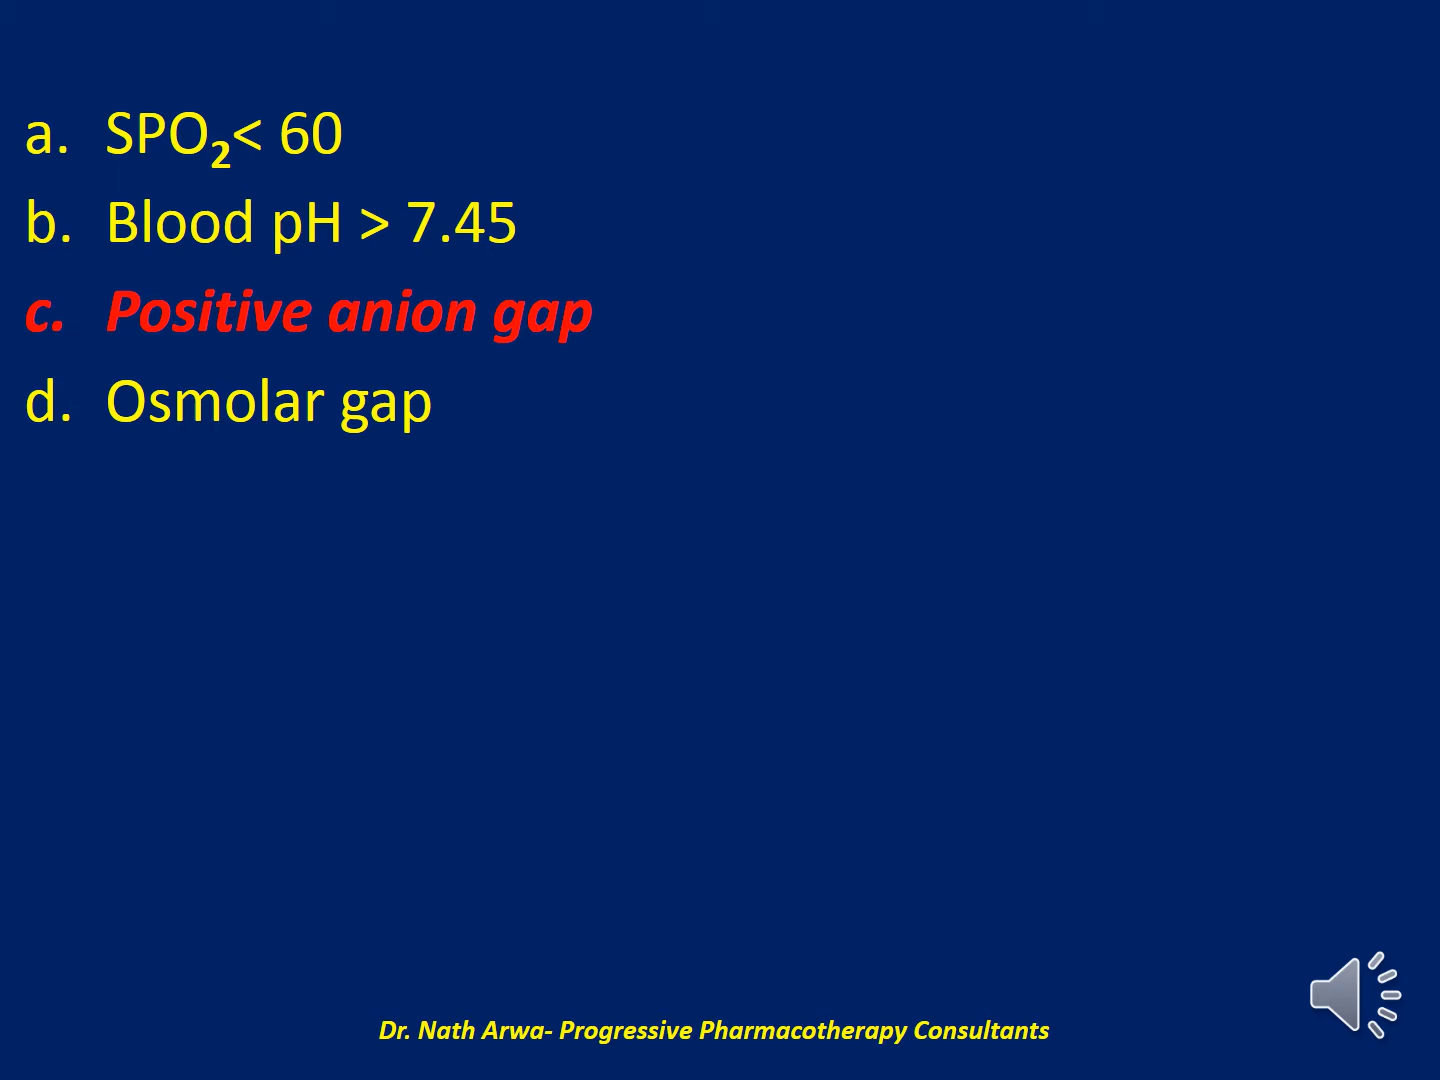 a. SPO₂< 60
b. Blood pH > 7.45
c. Positive anion gap
d. Osmolar gap
Dr. Nath Arwa- Progressive Pharmacotherapy Consultants